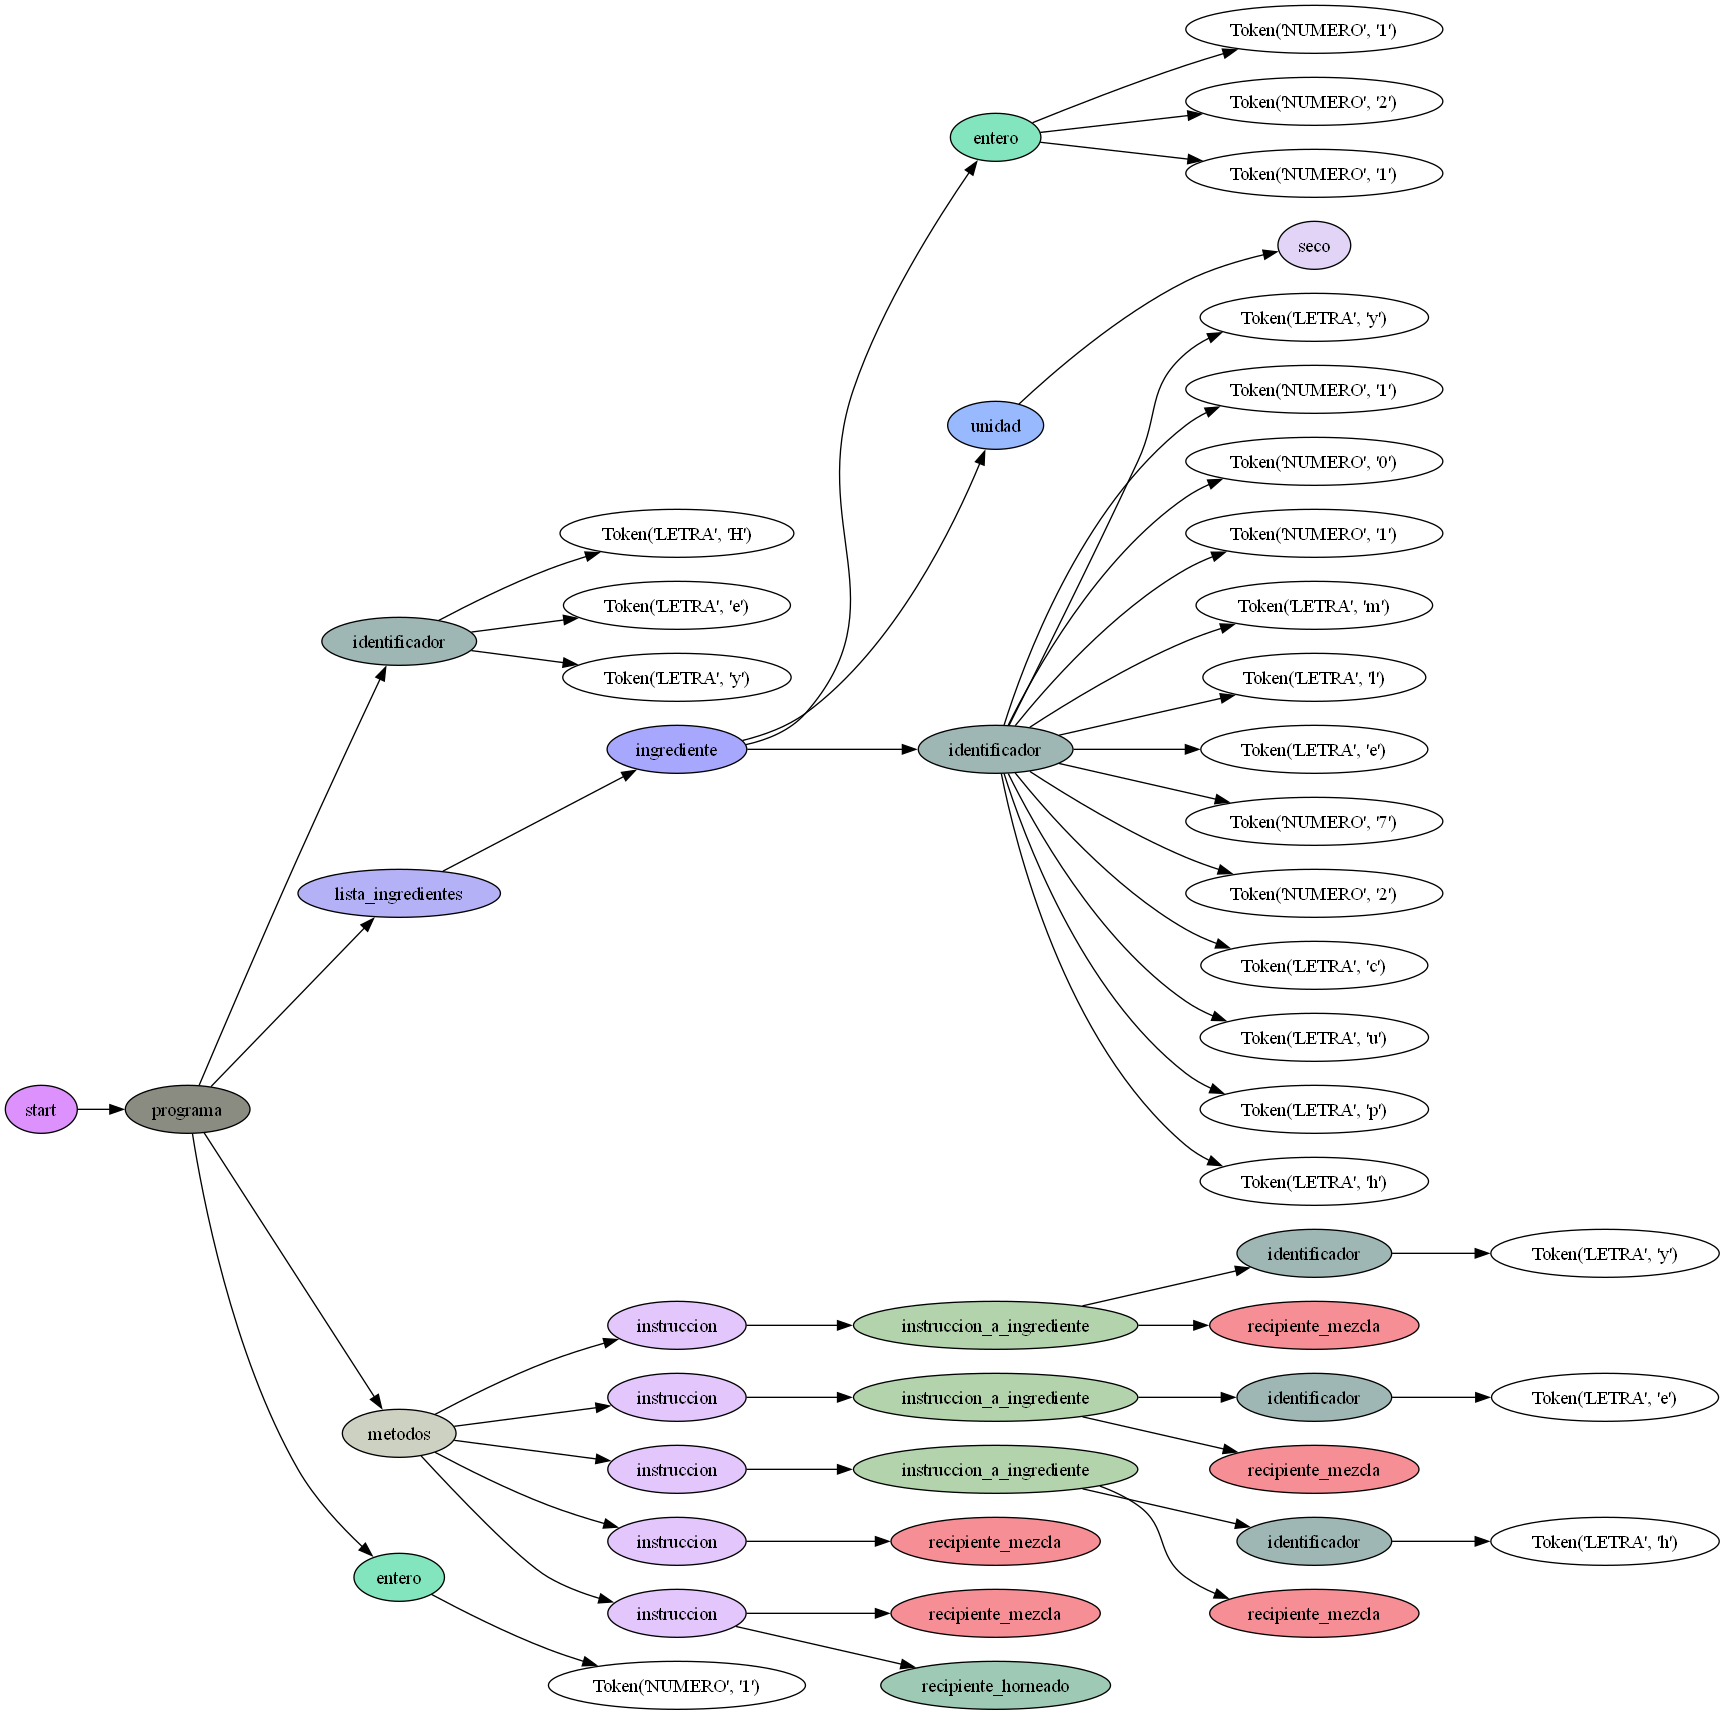 Token('NUMERO', '1')
Token('NUMERO', '2')
entero
Token('NUMERO', '1')
seco
Token('LETRA', 'y')
Token('NUMERO', '1')
unidad
Token('NUMERO', '0')
Token('LETRA', 'H')
Token('NUMERO', '1')
Token('LETRA', 'e')
Token('LETRA', 'm')
identificador
Token('LETRA', 'y')
Token('LETRA', 'l')
ingrediente
identificador
Token('LETRA', 'e')
Token('NUMERO', '7')
lista_ingredientes
Token('NUMERO', '2')
Token('LETRA', 'c')
Token('LETRA', 'u')
start
programa
Token('LETRA', 'p')
Token('LETRA', 'h')
identificador
Token('LETRA', 'y')
instruccion
instruccion_a_ingrediente
recipiente_mezcla
instruccion
instruccion_a_ingrediente
identificador
Token('LETRA', 'e')
metodos
instruccion
instruccion_a_ingrediente
recipiente_mezcla
instruccion
recipiente_mezcla
identificador
Token('LETRA', 'h')
entero
instruccion
recipiente_mezcla
recipiente_mezcla
Token('NUMERO', '1')
recipiente_horneado